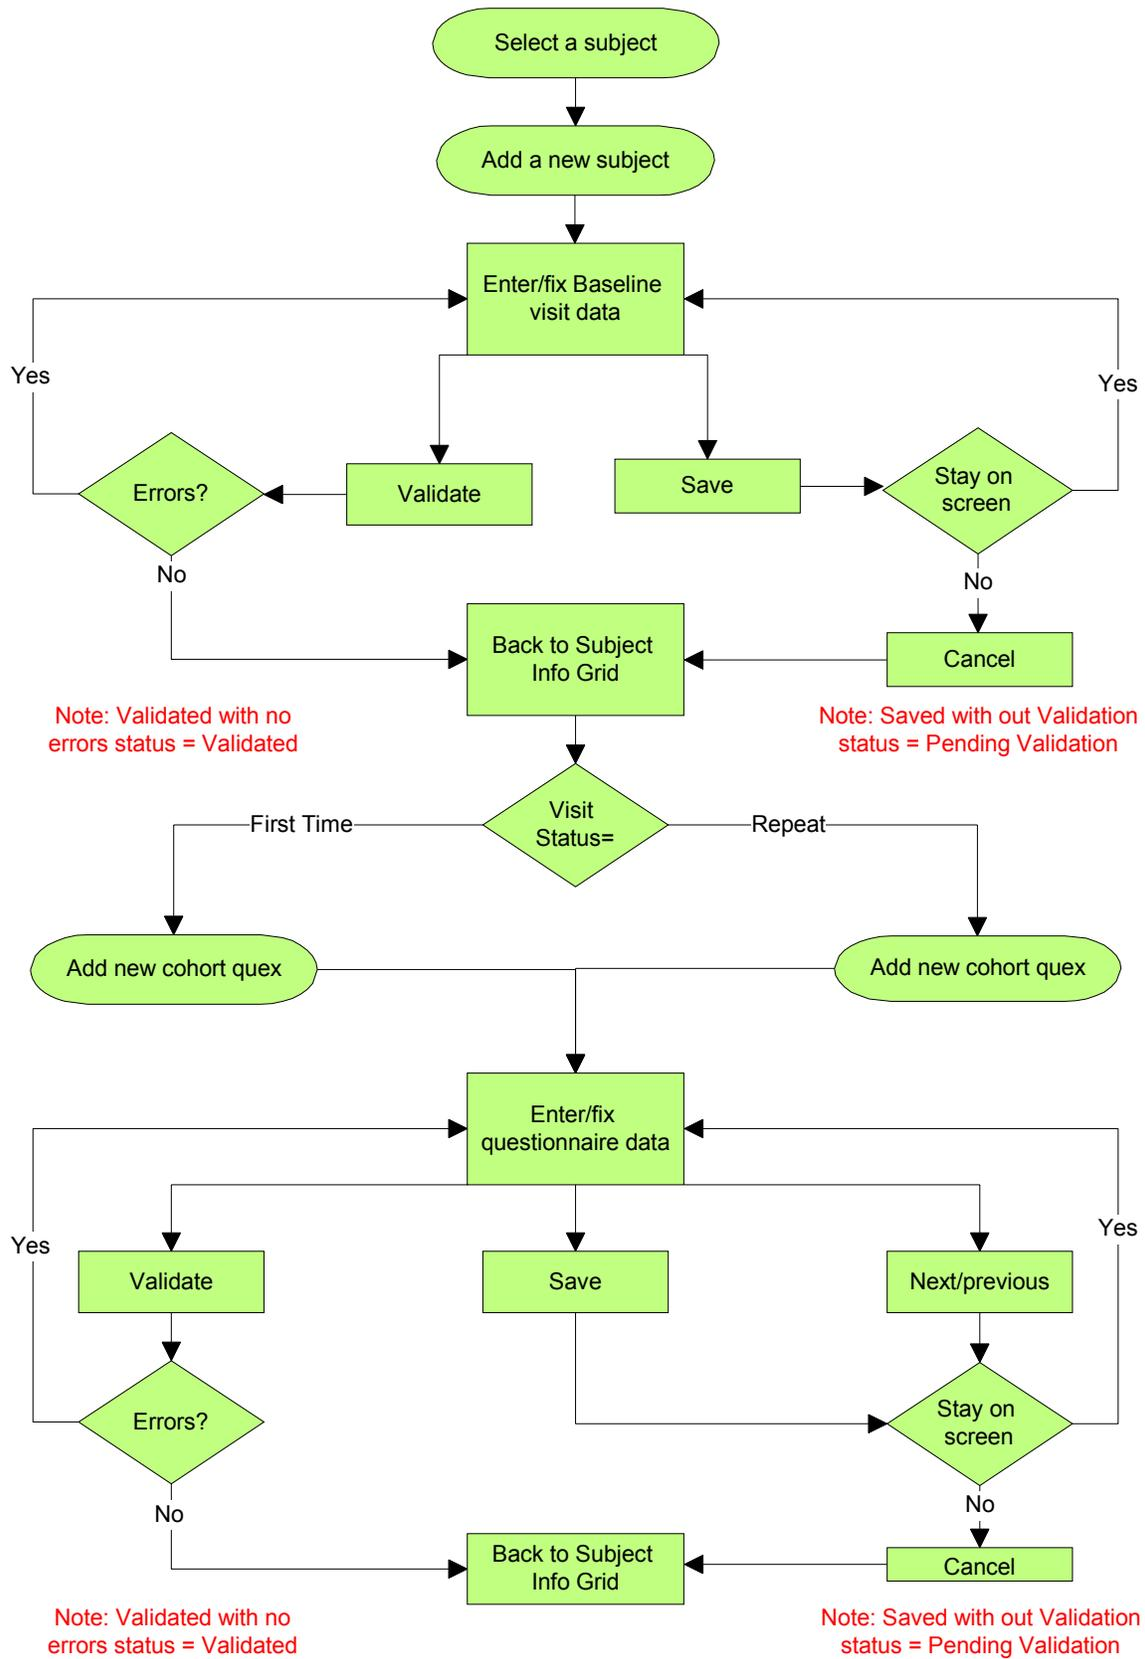 Select a subject
Add a new subject
Enter/fix Baseline
visit data
Yes
Yes
Errors?
Validate
Save
Stay on
screen
No
No
Back to Subject
Info Grid
Cancel
Note: Validated with no
errors status = Validated
Note: Saved with out Validation
status = Pending Validation
Visit
Status=
First Time
Repeat
Add new cohort quex
Add new cohort quex
Enter/fix
questionnaire data
Yes
Yes
Validate
Save
Next/previous
Errors?
Stay on
screen
No
No
Back to Subject
Info Grid
Cancel
Note: Validated with no
errors status = Validated
Note: Saved with out Validation
status = Pending Validation